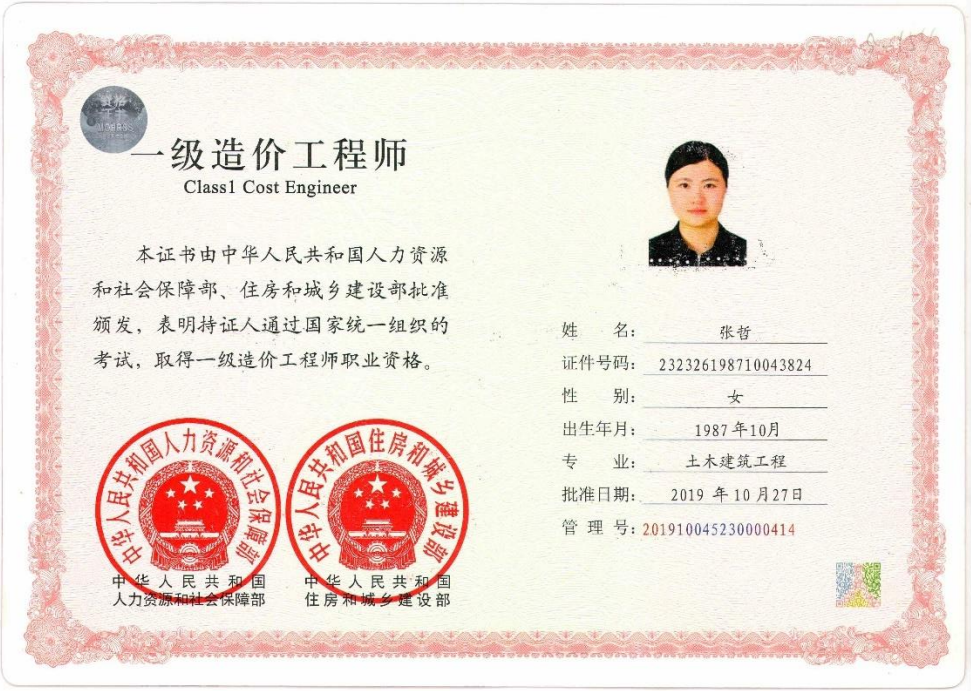 一级造价工程师
Class1 Cost Engineer
本证书由中华人民共和国人力资源
和社会保障部、住房和城乡建设部批准
颁发，表明持证人通过国家统一组织的
考试，取得一级造价工程师职业资格。
中华人民共和国人力资源和社会保障部
中华人民共和国住房和城乡建设部
中华人民共和国
人力资源和社会保障部
中华人民共和国
住房和城乡建设部
姓 名： 张哲
证件号码： 232326198710043824
性 别： 女
出生年月： 1987年10月
专 业： 土木建筑工程
批准日期： 2019 年 10 月27日
管 理 号： 201910045230000414